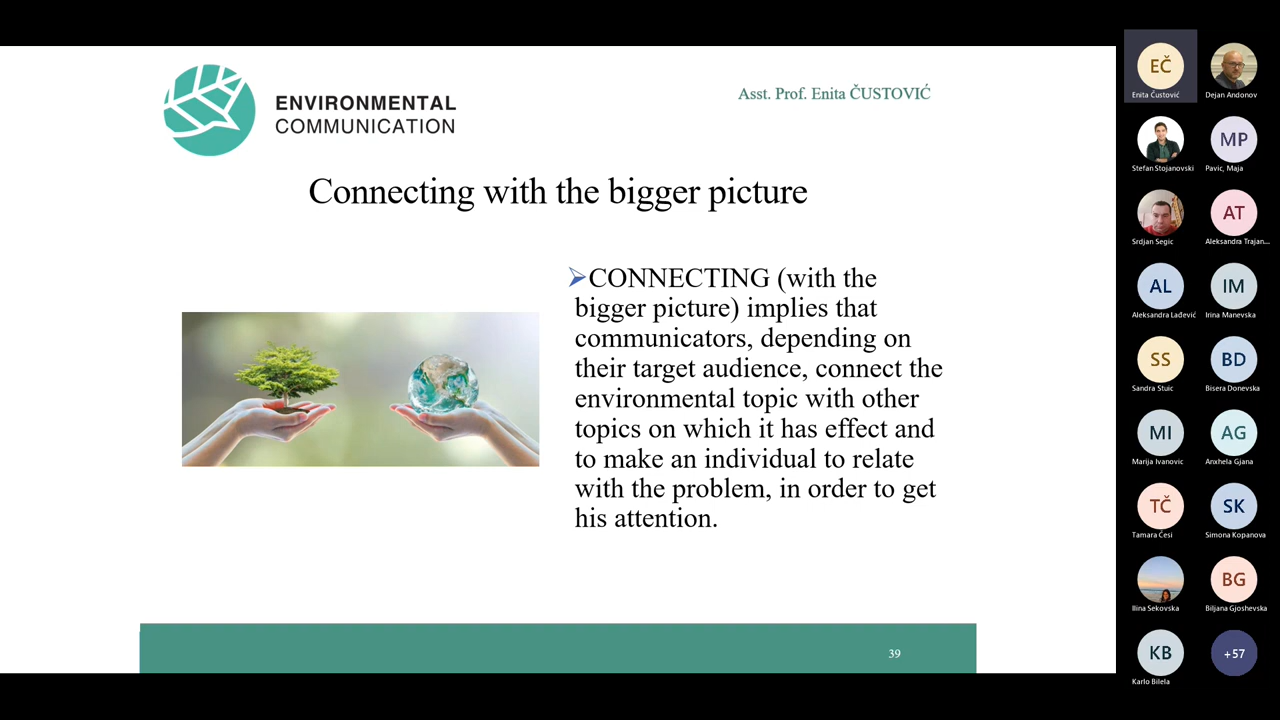 ENVIRONMENTAL
COMMUNICATION
Asst. Prof. Enita ČUSTOVIĆ
Connecting with the bigger picture
➢CONNECTING (with the
bigger picture) implies that
communicators, depending on
their target audience, connect the
environmental topic with other
topics on which it has effect and
to make an individual to relate
with the problem, in order to get
his attention.
39
EČ
Enita Čustović
Dejan Andonov
Stefan Stojanovski
MP
Pavic, Maja
Srdjan Segic
AT
Aleksandra Trajan...
AL
Aleksandra Lađević
IM
Irina Manevska
SS
Sandra Stuic
BD
Bisera Donevska
MI
Marija Ivanovic
AG
Anxhela Gjana
TČ
Tamara Česi
SK
Simona Kopanova
Ilina Sekovska
BG
Biljana Gjoshevska
KB
Karlo Bilela
+57